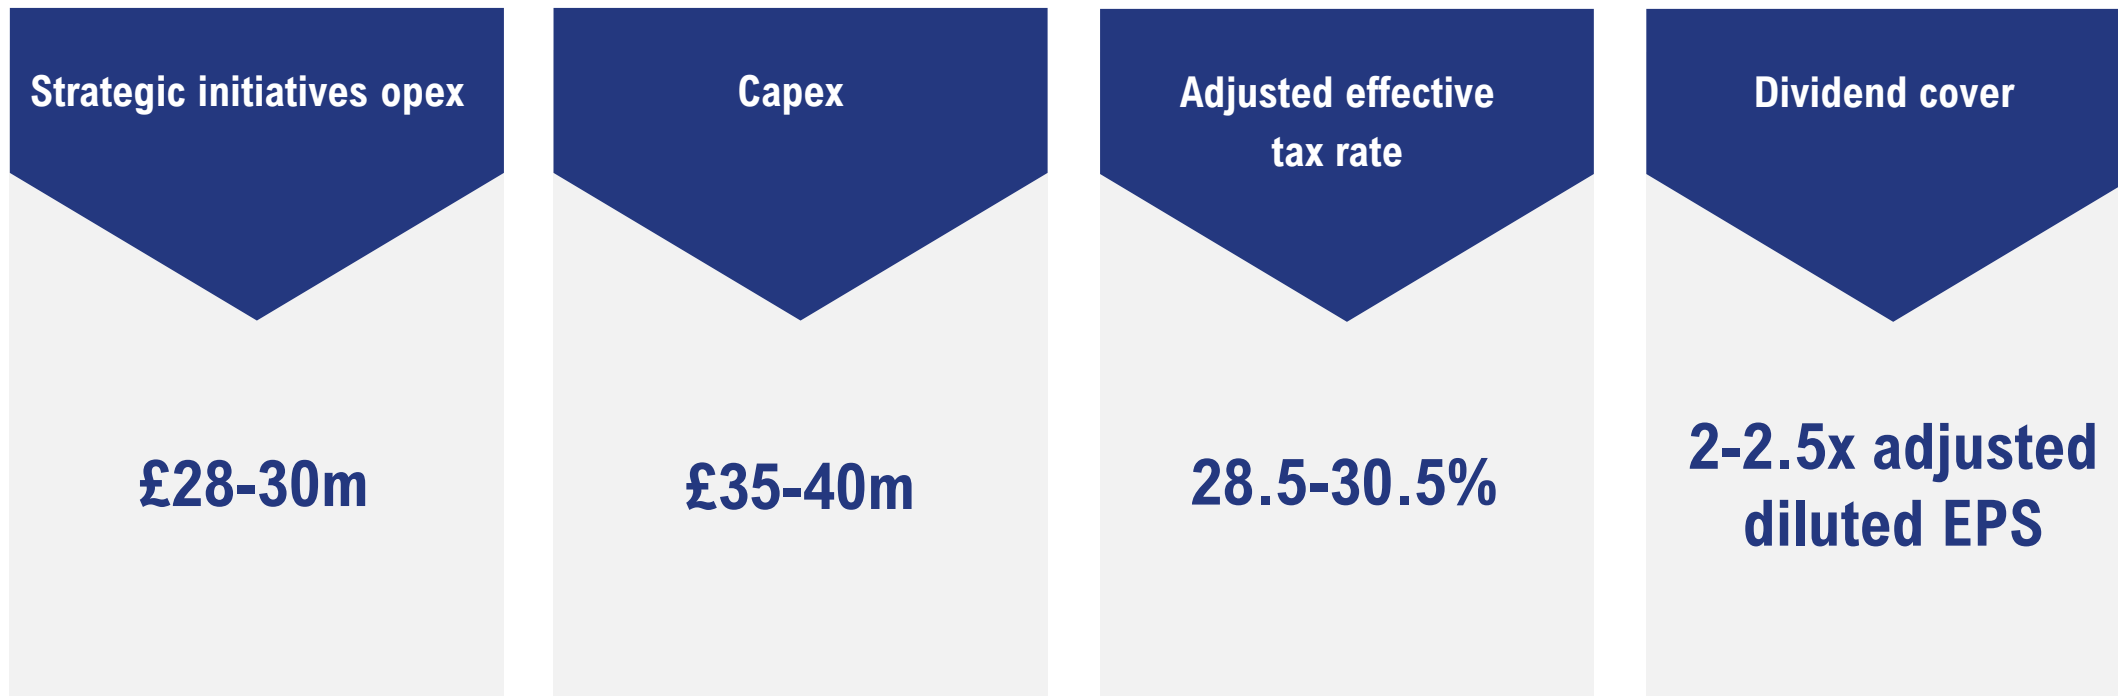 Strategic initiatives opex
£28-30m
Capex
£35-40m
Adjusted effective
tax rate
28.5-30.5%
Dividend cover
2-2.5x adjusted
diluted EPS